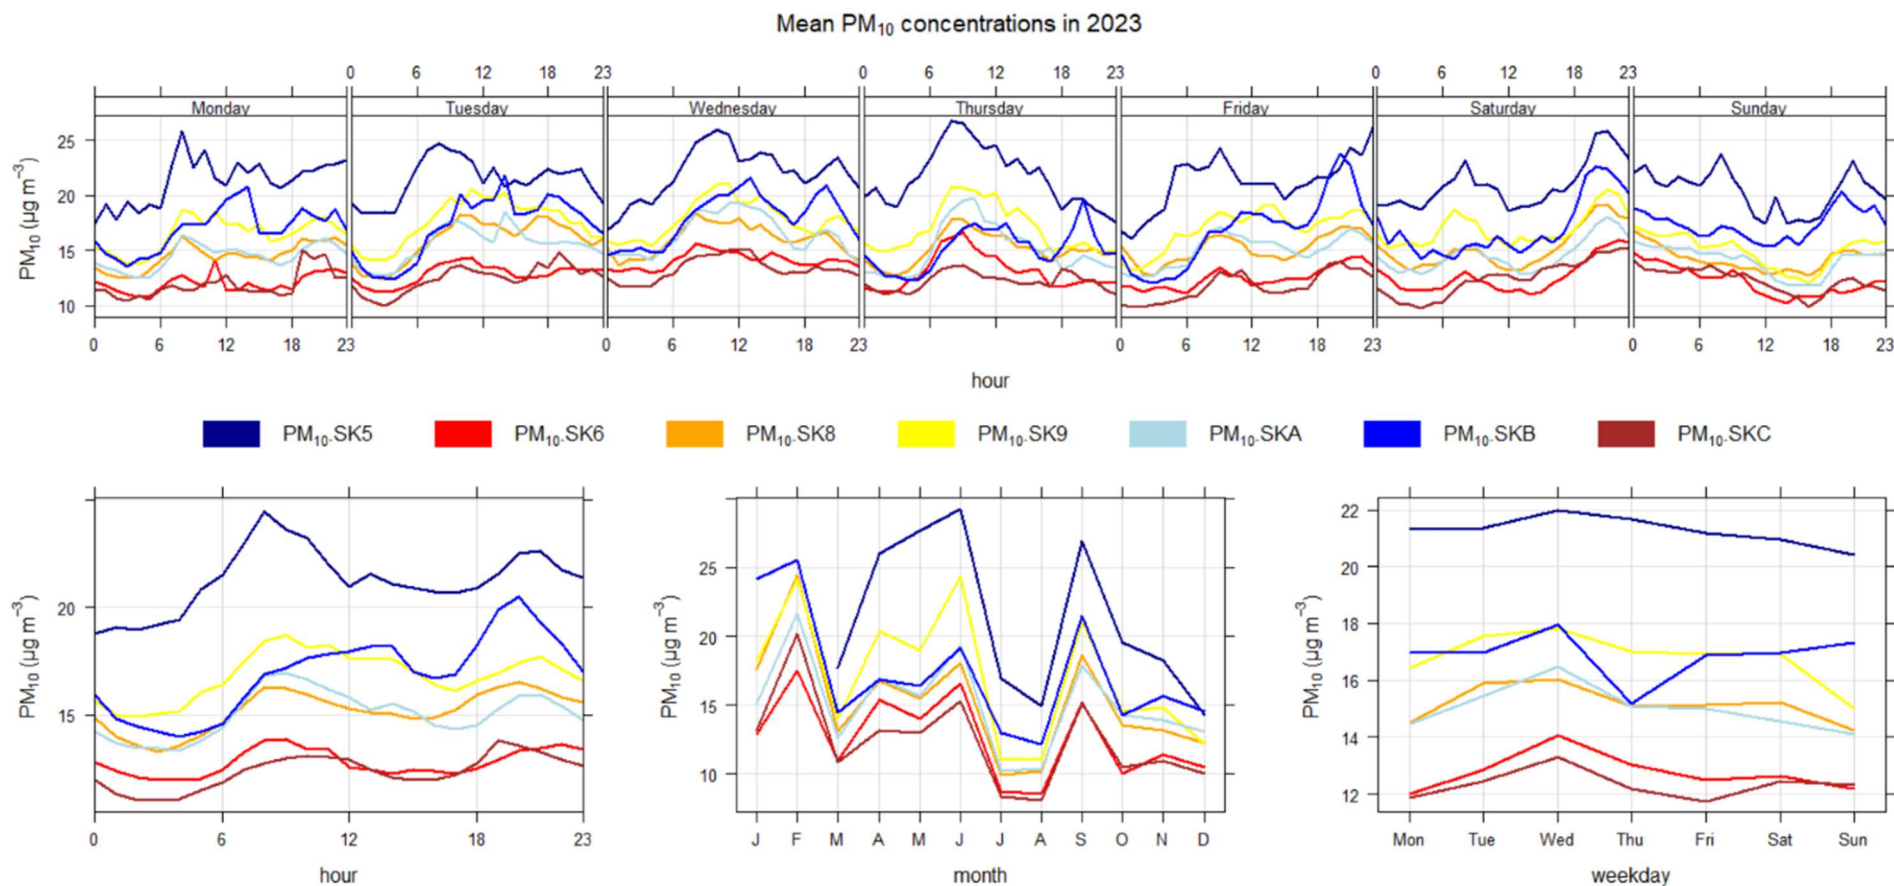 Mean PM₁₀ concentrations in 2023
0 6 12 18 23 0 6 12 18 23 0 6 12 18 23
Monday Tuesday Wednesday Thursday Friday Saturday Sunday
25
20
15
10
PM₁₀ (µg m⁻³)
0 6 12 18 23 0 6 12 18 23 0 6 12 18 23 0 6 12 18 23
hour
PM₁₀-SK5 PM₁₀-SK6 PM₁₀-SK8 PM₁₀-SK9 PM₁₀-SKA PM₁₀-SKB PM₁₀-SKC
20
15
PM₁₀ (µg m⁻³)
0 6 12 18 23
hour
25
20
15
10
PM₁₀ (µg m⁻³)
J F M A M J J A S O N D
month
22
20
18
16
14
12
PM₁₀ (µg m⁻³)
Mon Tue Wed Thu Fri Sat Sun
weekday